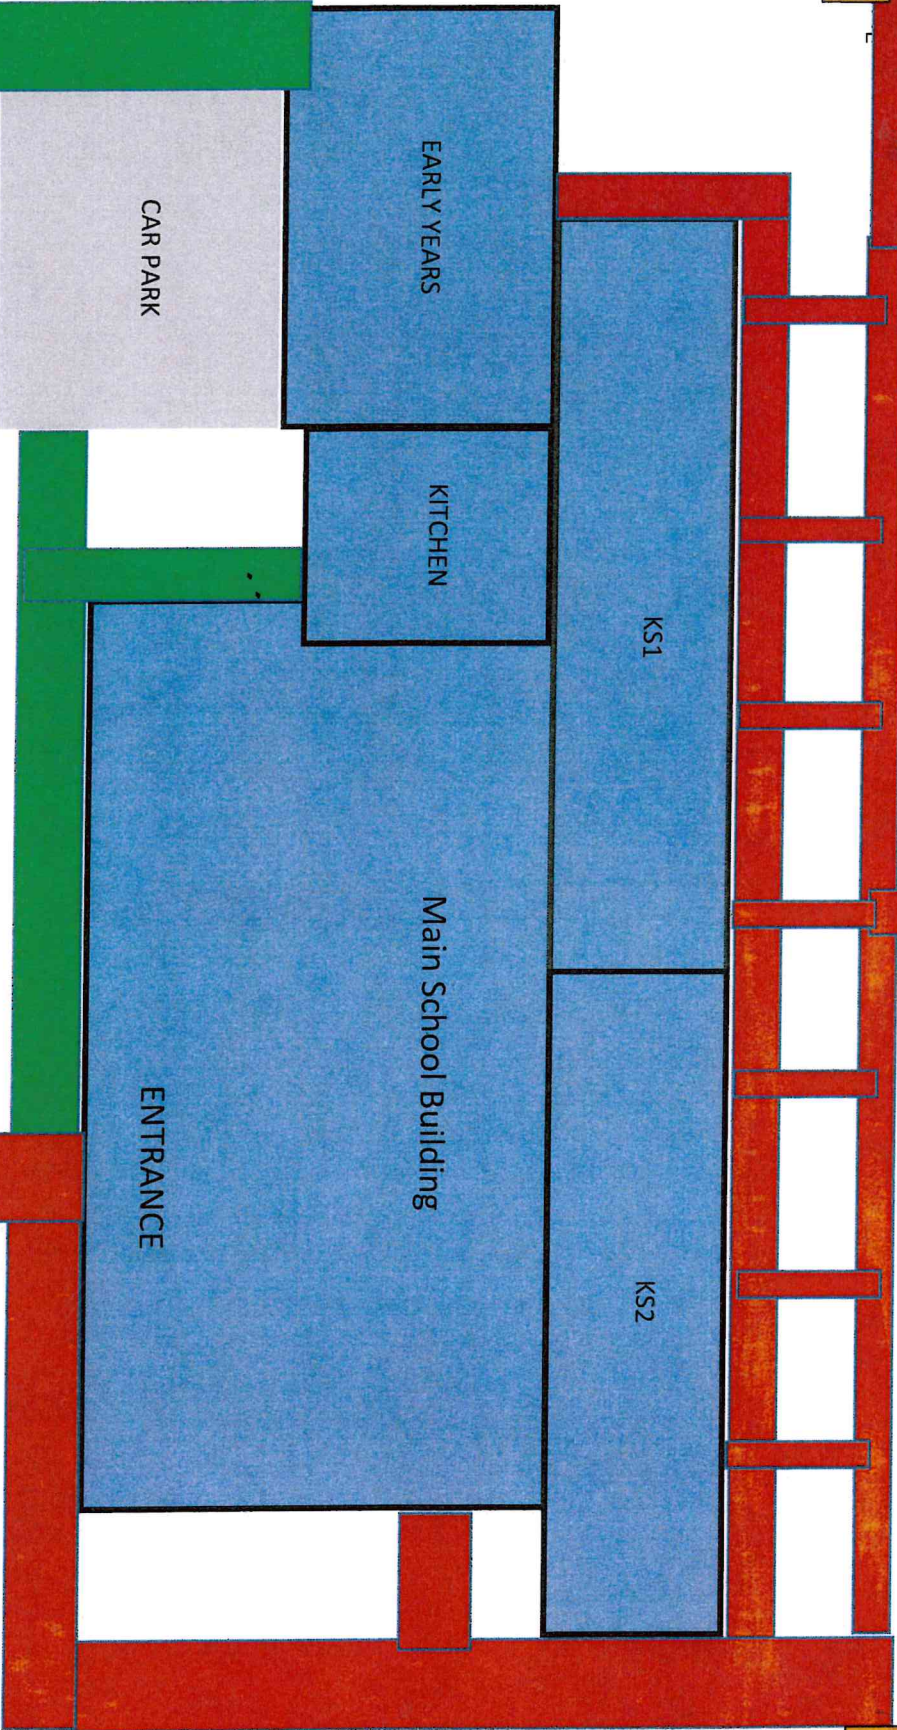 KS1
KS2
EARLY YEARS
KITCHEN
Main School Building
CAR PARK
ENTRANCE